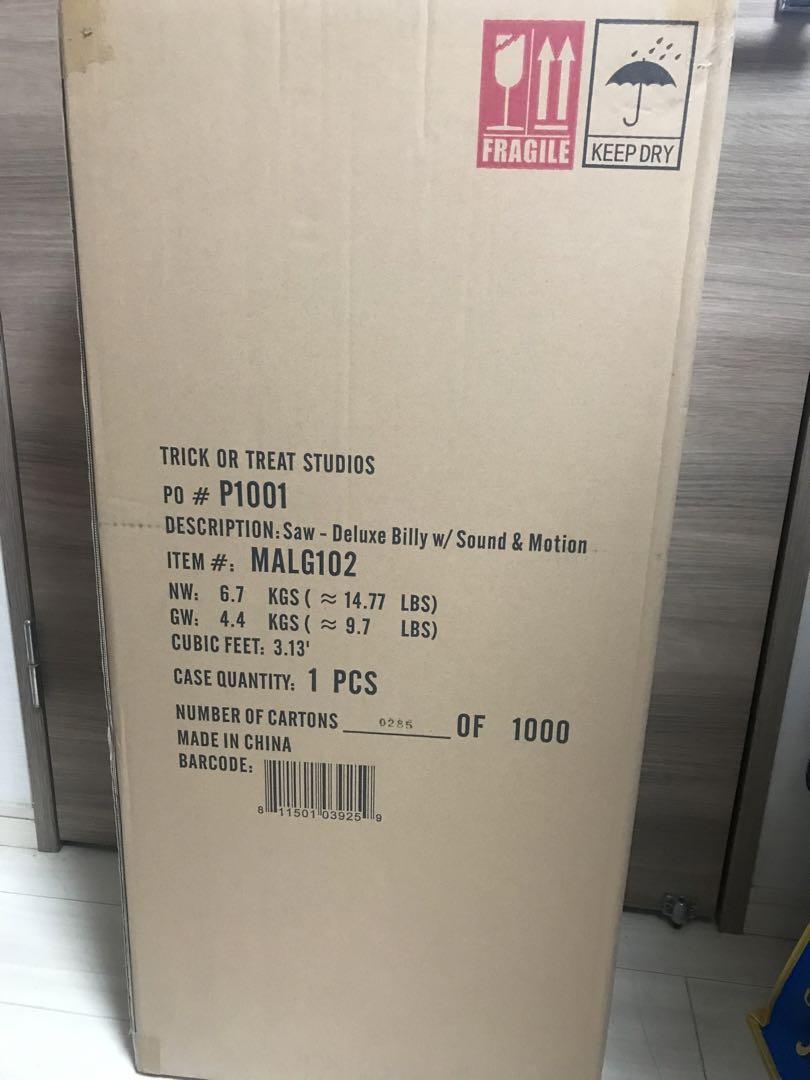 FRAGILE
KEEP DRY
TRICK OR TREAT STUDIOS
PO # P1001
DESCRIPTION: Saw - Deluxe Billy w/ Sound & Motion
ITEM #: MALG102
NW: 6.7 KGS ( ≈ 14.77 LBS)
GW: 4.4 KGS ( ≈ 9.7 LBS)
CUBIC FEET: 3.13'
CASE QUANTITY: 1 PCS
NUMBER OF CARTONS 0285 OF 1000
MADE IN CHINA
BARCODE:
8 11501 03925 9